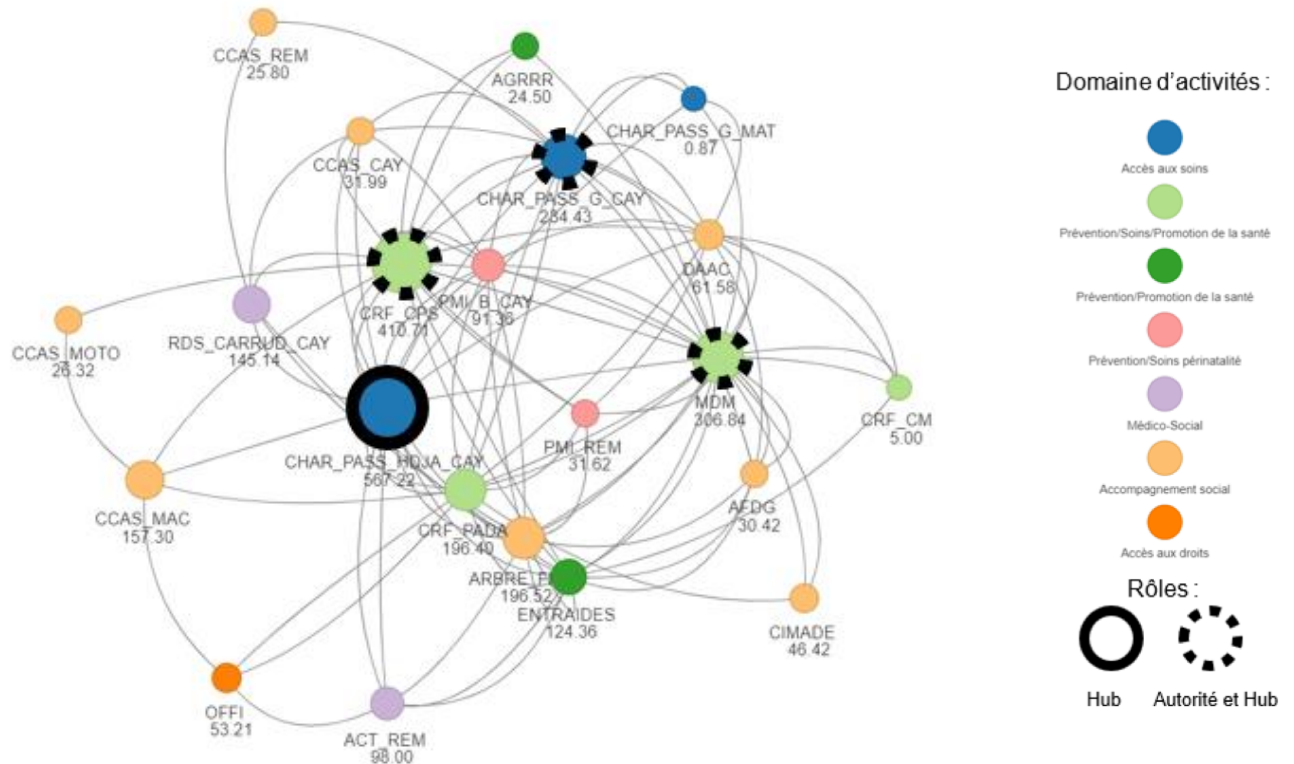 CCAS_REM
25.80
AGRRR
24.50
CHAR_PASS_G_MAT
0.87
CCAS_CAY
31.99
CHAR_PASS_G_CAY
284.43
DAAC
61.58
CRF_CPS
410.71
PMI_B_CAY
91.36
CCAS_MOTO
26.32
RDS_CARRUD_CAY
145.14
MDM
306.84
CRF_CM
5.00
CHAR_PASS_HDJA_CAY
567.22
PMI_REM
31.62
CCAS_MAC
157.30
CRF_PADA
196.40
AFDG
30.42
196.52
ENTRAIDES
124.36
CIMADE
46.42
OFFI
53.21
ACT_REM
98.00
Domaine d’activités :
Accès aux soins
Prévention/Soins/Promotion de la santé
Prévention/Promotion de la santé
Prévention/Soins périnatalité
Médico-Social
Accompagnement social
Accès aux droits
Rôles :
Hub
Autorité et Hub